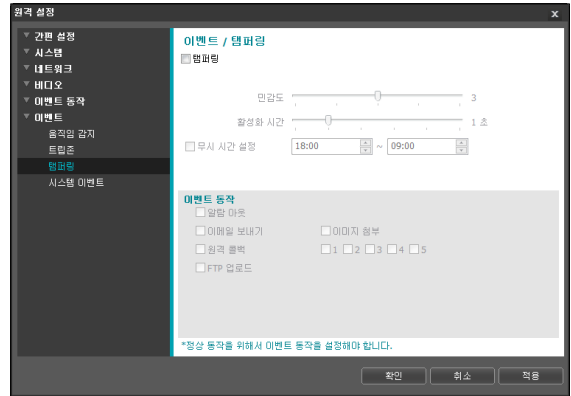 원격 설정 x
간편 설정
시스템
네트워크
비디오
이벤트 동작
이벤트
움직임 감지
트립존
탬퍼링
시스템 이벤트
이벤트 / 탬퍼링
탬퍼링
민감도 3
활성화 시간 1 초
무시 시간 설정 18:00 ~ 09:00
이벤트 동작
알람 아웃
이메일 보내기 이미지 첨부
원격 콜백 1 2 3 4 5
FTP 업로드
*정상 동작을 위해서 이벤트 동작을 설정해야 합니다.
확인 취소 적용